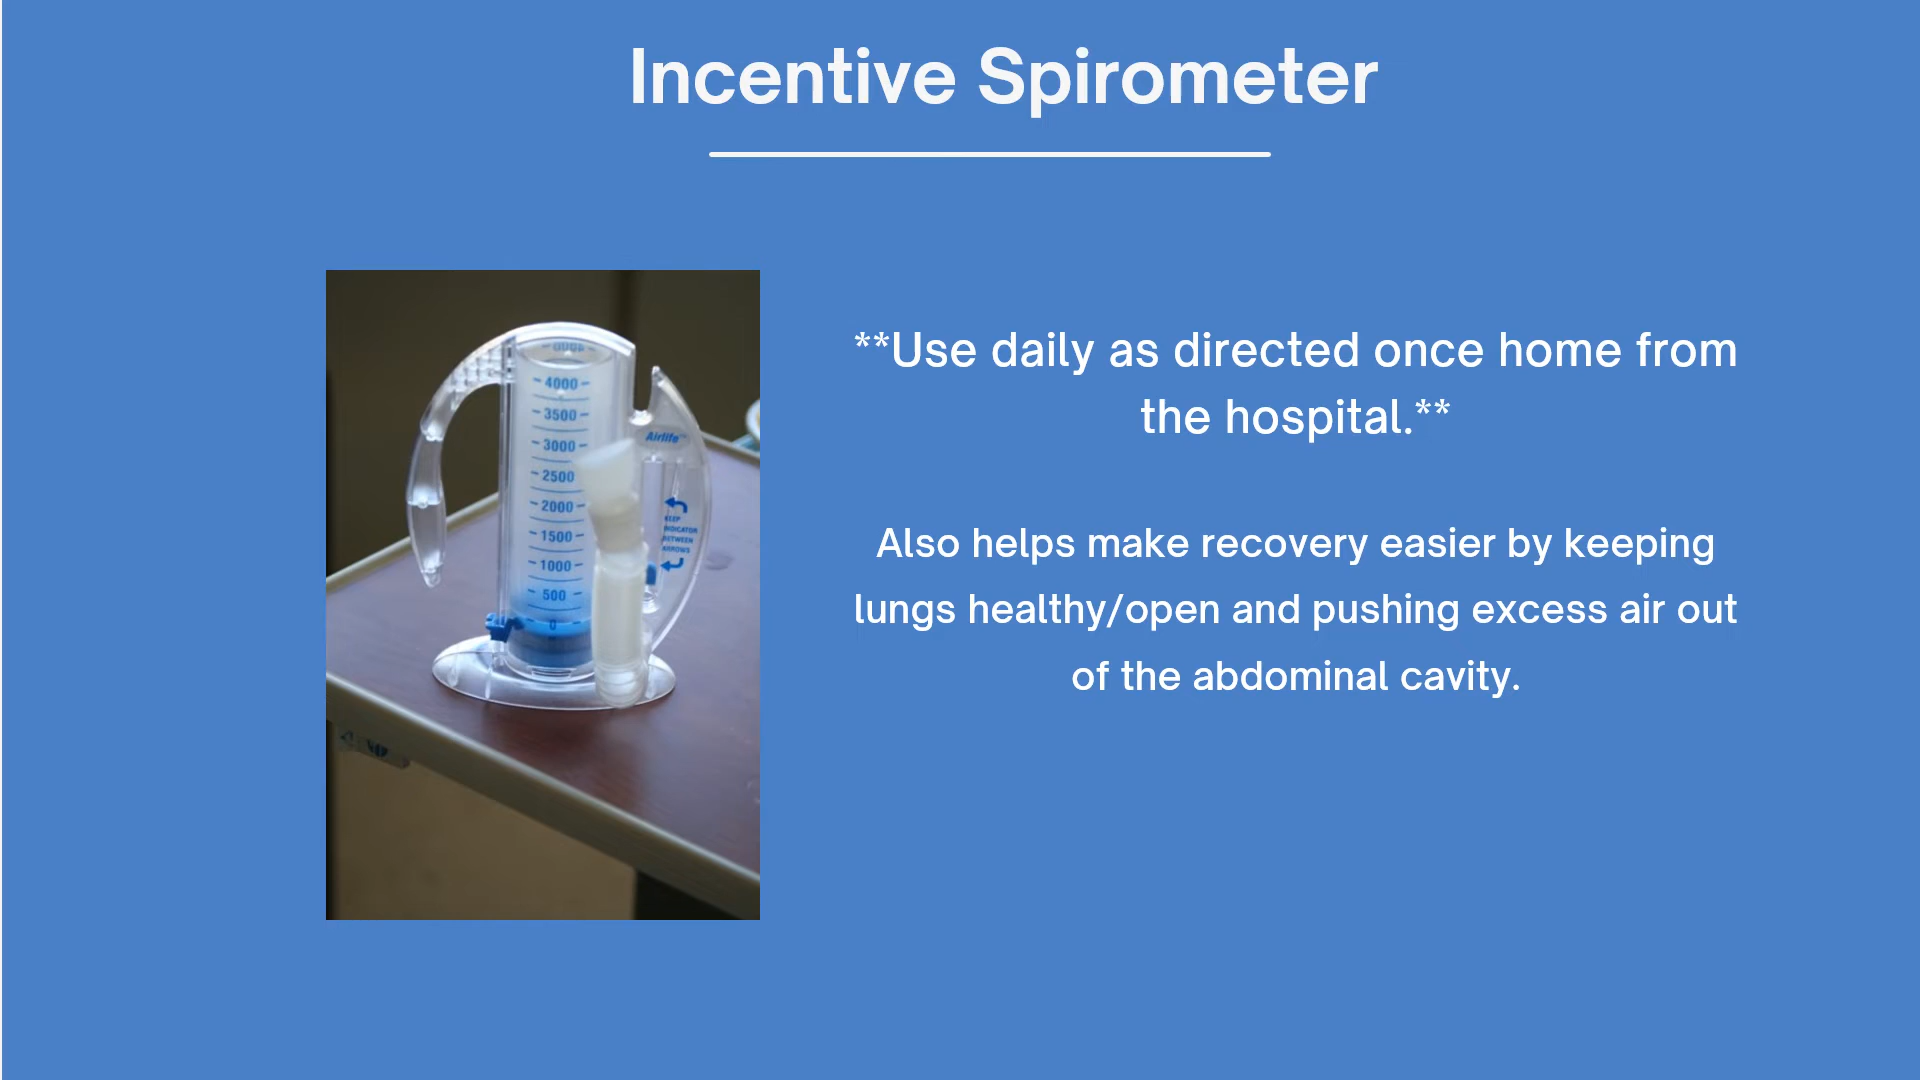 Incentive Spirometer
**Use daily as directed once home from
the hospital.**
Also helps make recovery easier by keeping
lungs healthy/open and pushing excess air out
of the abdominal cavity.
4000
4000
3500
3000
2500
2000
1500
1000
500
0
Airlife™
KEEP
INDICATOR
BETWEEN
ARROWS